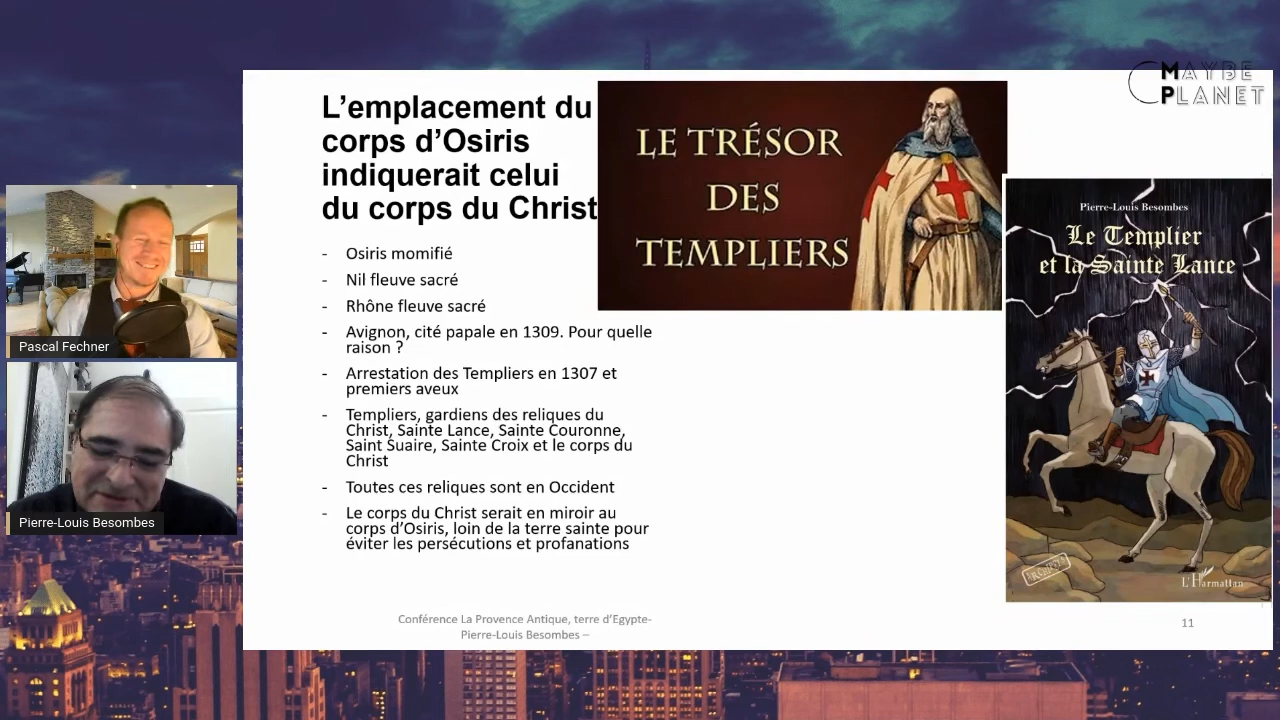 MAYBE
PLANET
L’emplacement du
corps d’Osiris
indiquerait celui
du corps du Christ
- Osiris momifié
- Nil fleuve sacré
- Rhône fleuve sacré
- Avignon, cité papale en 1309. Pour quelle
raison ?
- Arrestation des Templiers en 1307 et
premiers aveux
- Templiers, gardiens des reliques du
Christ, Sainte Lance, Sainte Couronne,
Saint Suaire, Sainte Croix et le corps du
Christ
- Toutes ces reliques sont en Occident
- Le corps du Christ serait en miroir au
corps d’Osiris, loin de la terre sainte pour
éviter les persécutions et profanations
LE TRÉSOR
DES
TEMPLIERS
Pierre-Louis Besombes
Le Templier
et la Sainte Lance
L'Harmattan
Pascal Fechner
Pierre-Louis Besombes
Conférence La Provence Antique, terre d’Egypte-
Pierre-Louis Besombes –
11